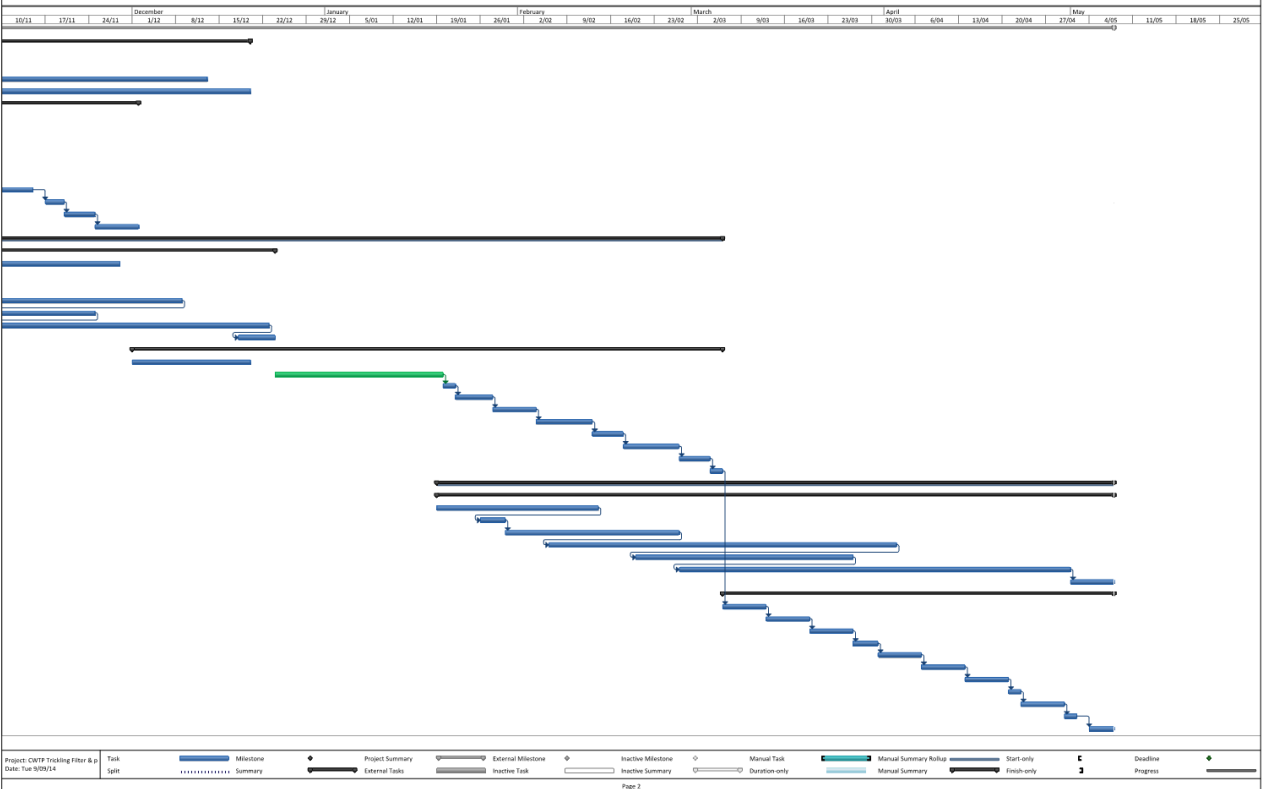 December January February March April May
10/11 17/11 24/11 1/12 8/12 15/12 22/12 29/12 5/01 12/01 19/01 26/01 2/02 9/02 16/02 23/02 2/03 9/03 16/03 23/03 30/03 6/04 13/04 20/04 27/04 4/05 11/05 18/05 25/05
Project: CWTP Trickling Filter & p
Date: Tue 9/09/14
Task Milestone Project Summary External Milestone Inactive Milestone Manual Task Manual Summary Rollup Start-only Deadline
Split Summary External Tasks Inactive Task Inactive Summary Duration-only Manual Summary Finish-only Progress
Page 2